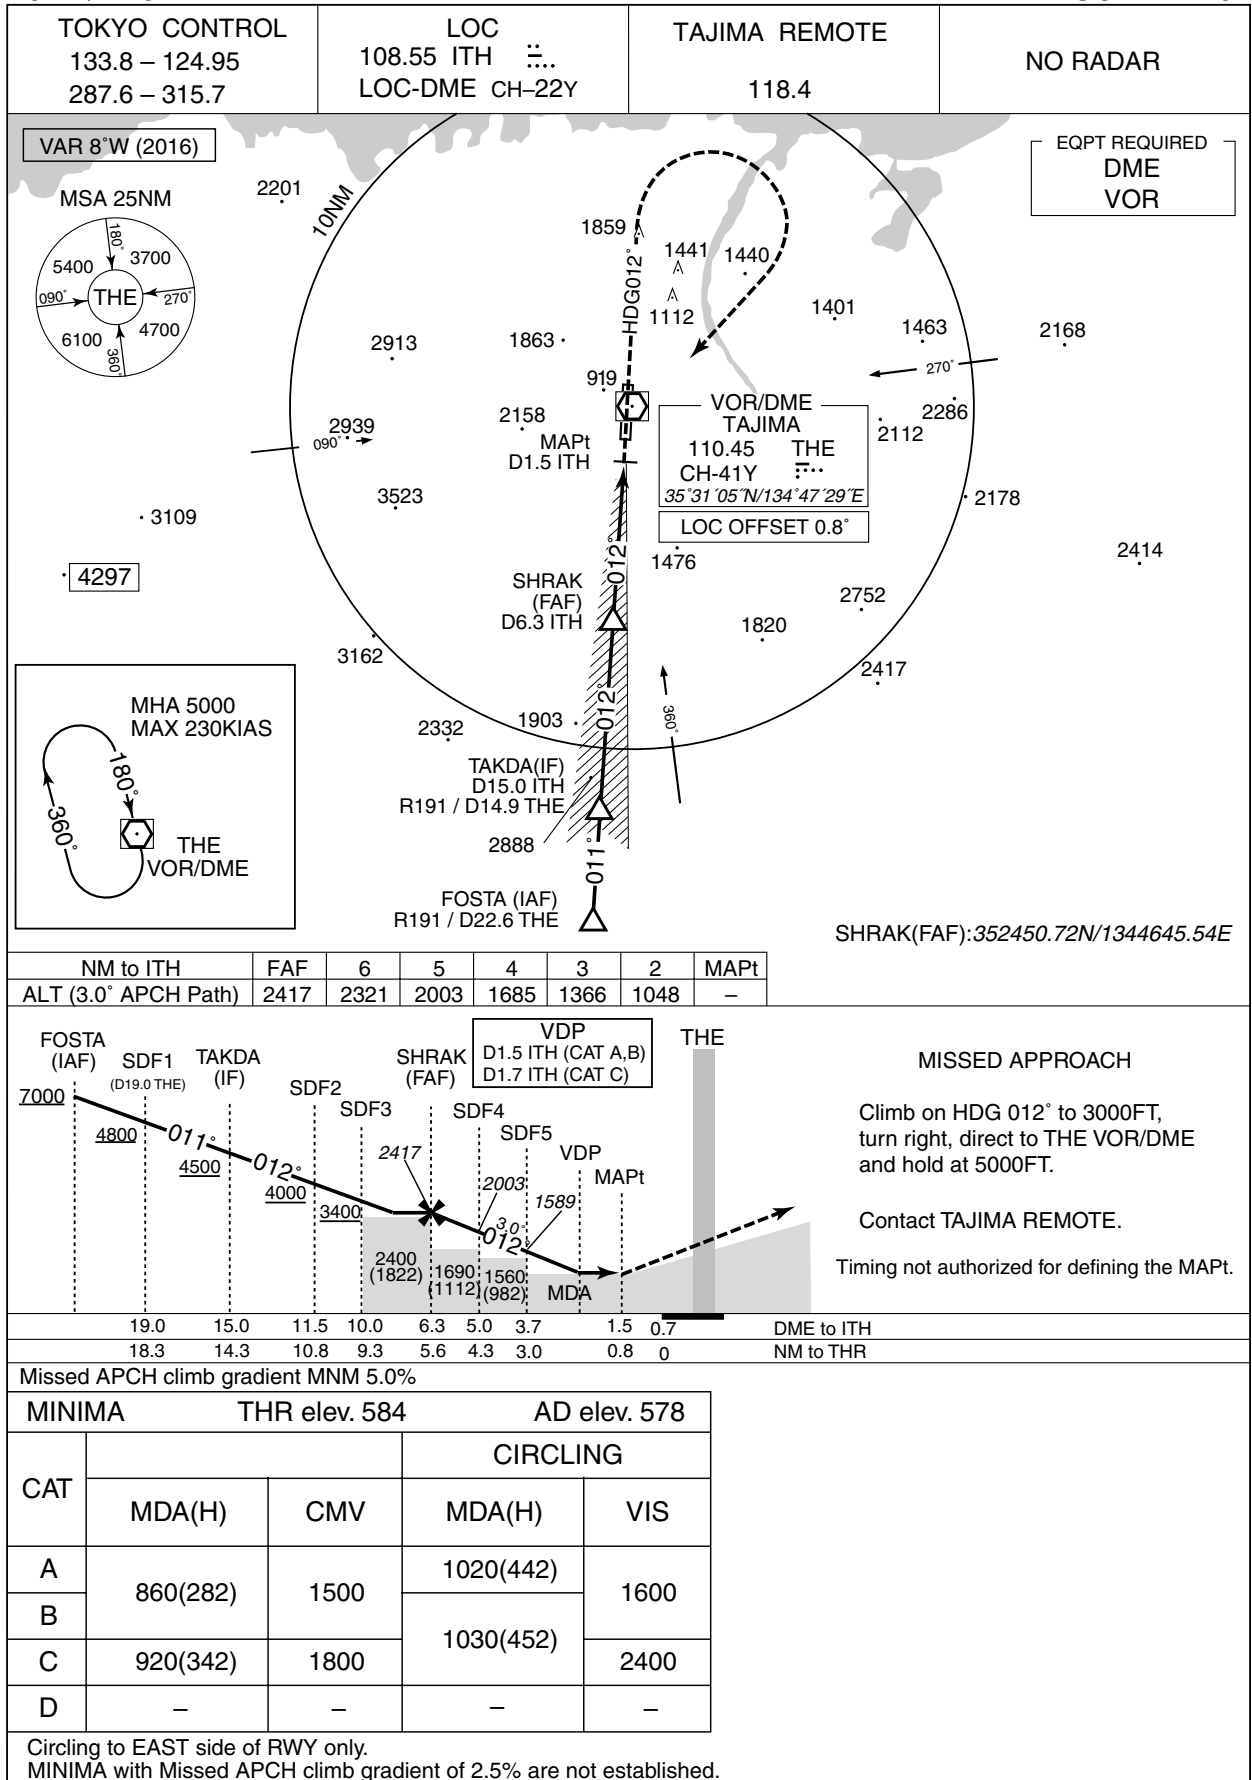 TOKYO CONTROL
133.8 – 124.95
287.6 – 315.7
LOC
108.55 ITH
LOC-DME CH–22Y
TAJIMA REMOTE
118.4
NO RADAR
VAR 8°W (2016)
EQPT REQUIRED
DME
VOR
MSA 25NM
180°
5400
3700
090°
THE
270°
6100
4700
360°
2201
10NM
1859
1441
1440
HDG012°
1112
1401
1463
2168
2913
1863
919
270°
2286
2112
2939
090°
2158
MAPt
D1.5 ITH
VOR/DME
TAJIMA
110.45 THE
CH-41Y
35°31´05˝N/134°47´29˝E
LOC OFFSET 0.8°
3523
2178
3109
4297
2414
1476
012°
SHRAK
(FAF)
D6.3 ITH
2752
1820
3162
2417
MHA 5000
MAX 230KIAS
180°
360°
THE
VOR/DME
2332
1903
012°
360°
TAKDA(IF)
D15.0 ITH
R191 / D14.9 THE
2888
011°
FOSTA (IAF)
R191 / D22.6 THE
SHRAK(FAF):352450.72N/1344645.54E
NM to ITH FAF 6 5 4 3 2 MAPt
ALT (3.0° APCH Path) 2417 2321 2003 1685 1366 1048 –
FOSTA
(IAF)
SDF1
(D19.0 THE)
TAKDA
(IF)
SDF2
SDF3
SHRAK
(FAF)
SDF4
SDF5
VDP
MAPt
VDP
D1.5 ITH (CAT A,B)
D1.7 ITH (CAT C)
THE
7000
4800
011°
4500
012°
4000
3400
2417
2003
1589
3.0°
012°
2400
(1822)
1690
(1112)
1560
(982)
MDA
MISSED APPROACH
Climb on HDG 012° to 3000FT,
turn right, direct to THE VOR/DME
and hold at 5000FT.
Contact TAJIMA REMOTE.
Timing not authorized for defining the MAPt.
19.0 15.0 11.5 10.0 6.3 5.0 3.7 1.5 0.7 DME to ITH
18.3 14.3 10.8 9.3 5.6 4.3 3.0 0.8 0 NM to THR
Missed APCH climb gradient MNM 5.0%
MINIMA THR elev. 584 AD elev. 578
CAT
CIRCLING
MDA(H) CMV MDA(H) VIS
A 860(282) 1500 1020(442) 1600
B 1030(452)
C 920(342) 1800 2400
D – – – –
Circling to EAST side of RWY only.
MINIMA with Missed APCH climb gradient of 2.5% are not established.